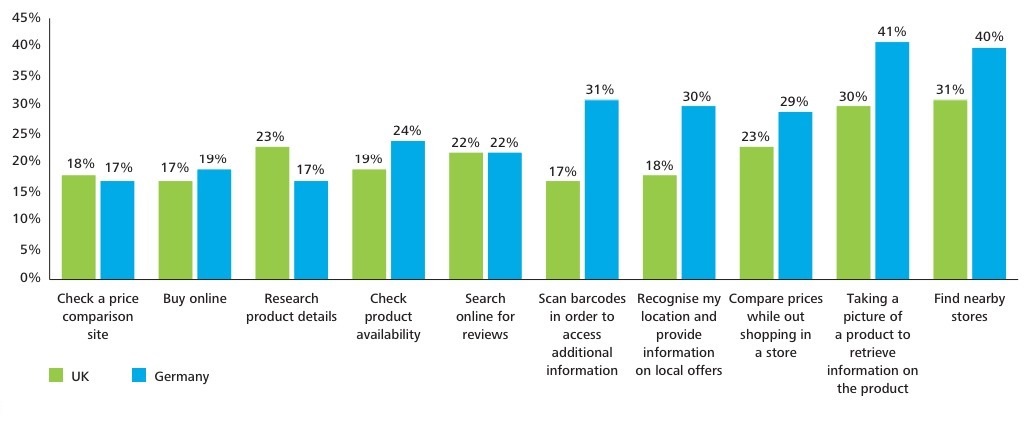 45%
40%
35%
30%
25%
20%
15%
10%
5%
0%
18% 17% 17% 19% 23% 17% 19% 24% 22% 22% 17% 31% 18% 30% 23% 29% 30% 41% 31% 40%
Check a price
comparison
site
Buy online
Research
product details
Check
product
availability
Search
online for
reviews
Scan barcodes
in order to
access
additional
information
Recognise my
location and
provide
information
on local offers
Compare prices
while out
shopping in
a store
Taking a
picture of
a product to
retrieve
information on
the product
Find nearby
stores
UK
Germany